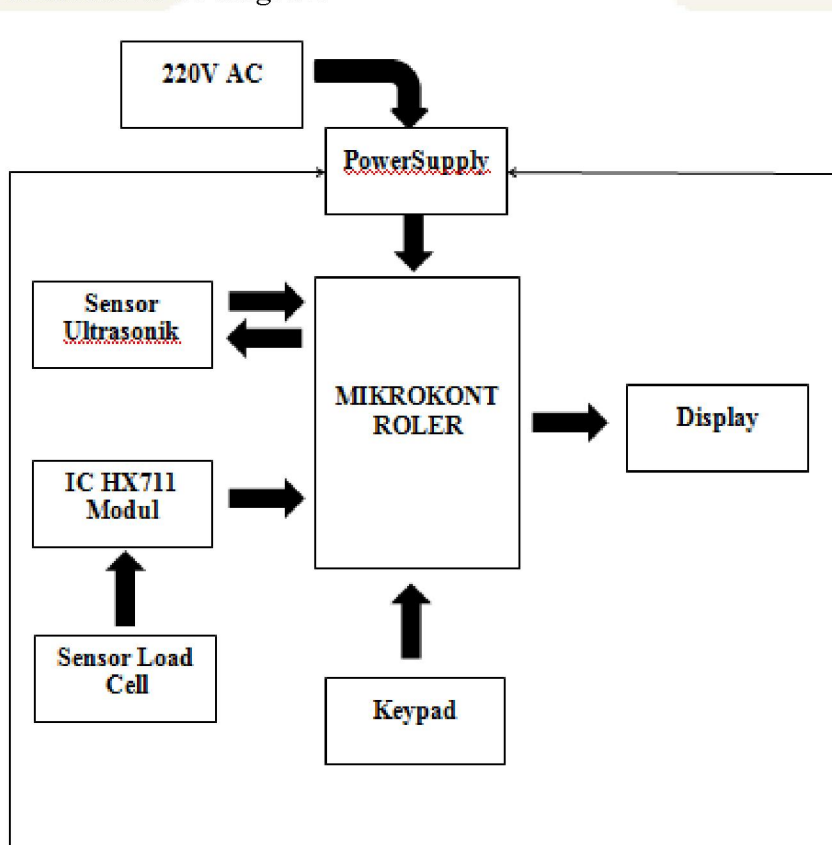 220V AC
PowerSupply
Sensor
Ultrasonik
MIKROKONT
ROLER
Display
IC HX711
Modul
Sensor Load
Cell
Keypad